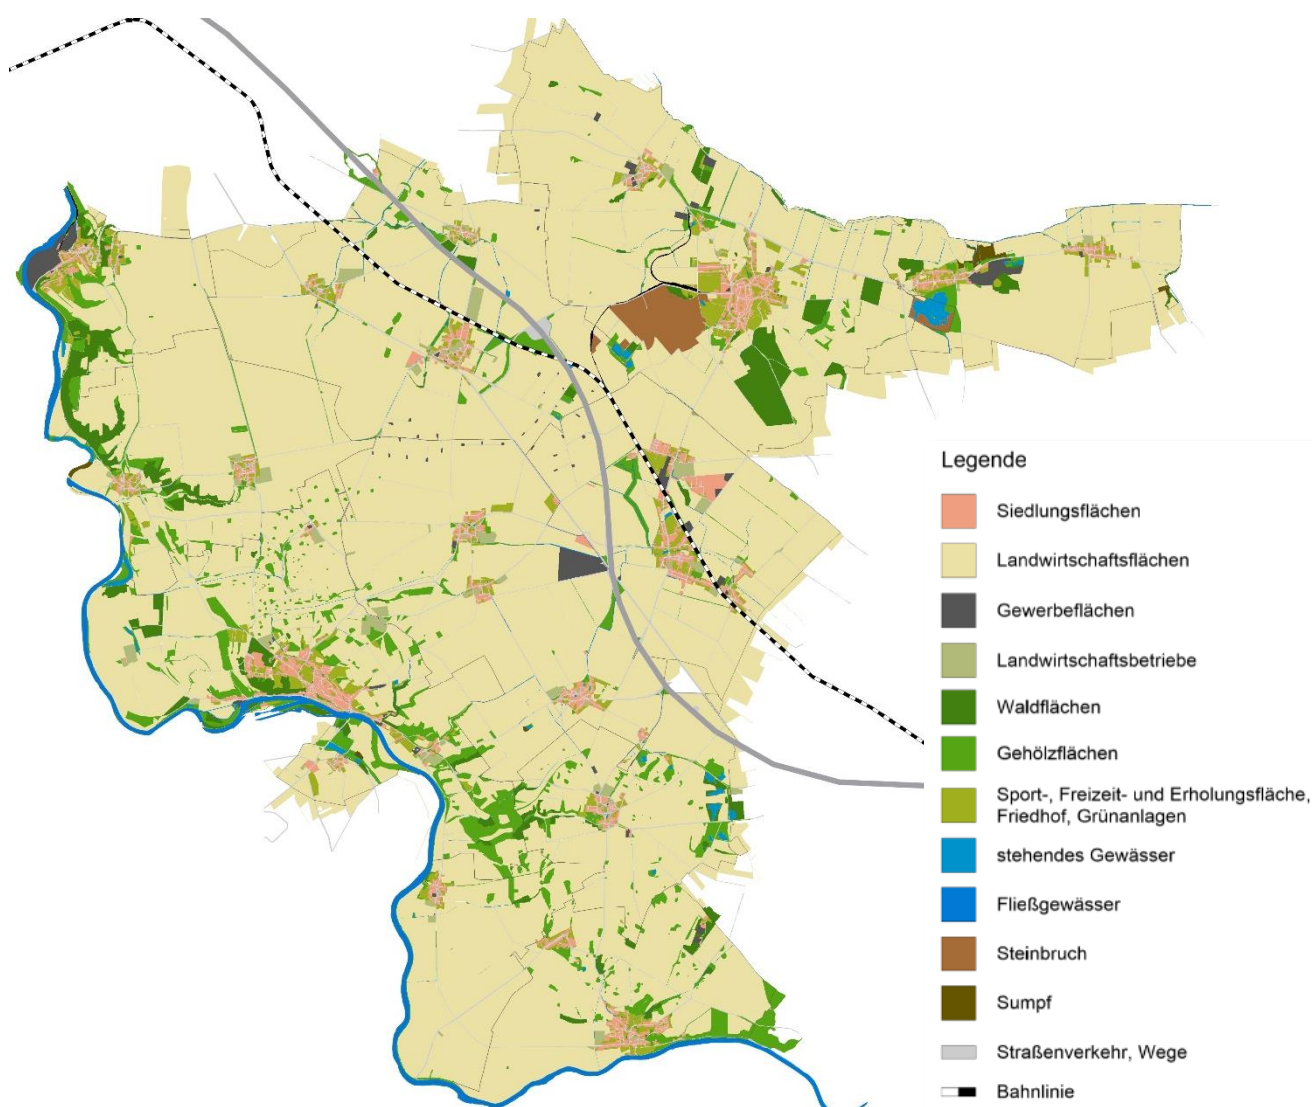 Legende
Siedlungsflächen
Landwirtschaftsflächen
Gewerbeflächen
Landwirtschaftsbetriebe
Waldflächen
Gehölzflächen
Sport-, Freizeit- und Erholungsfläche,
Friedhof, Grünanlagen
stehendes Gewässer
Fließgewässer
Steinbruch
Sumpf
Straßenverkehr, Wege
Bahnlinie